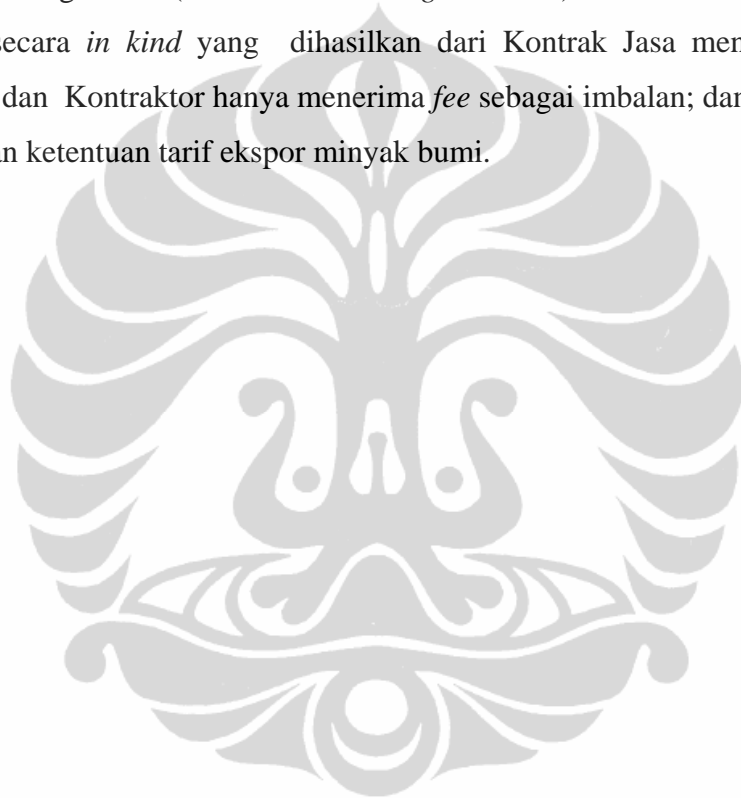 secara in kind yang dihasilkan dari Kontrak Jasa
dan Kontraktor hanya menerima fee sebagai imbalan; dan
ketentuan tarif ekspor minyak bumi.